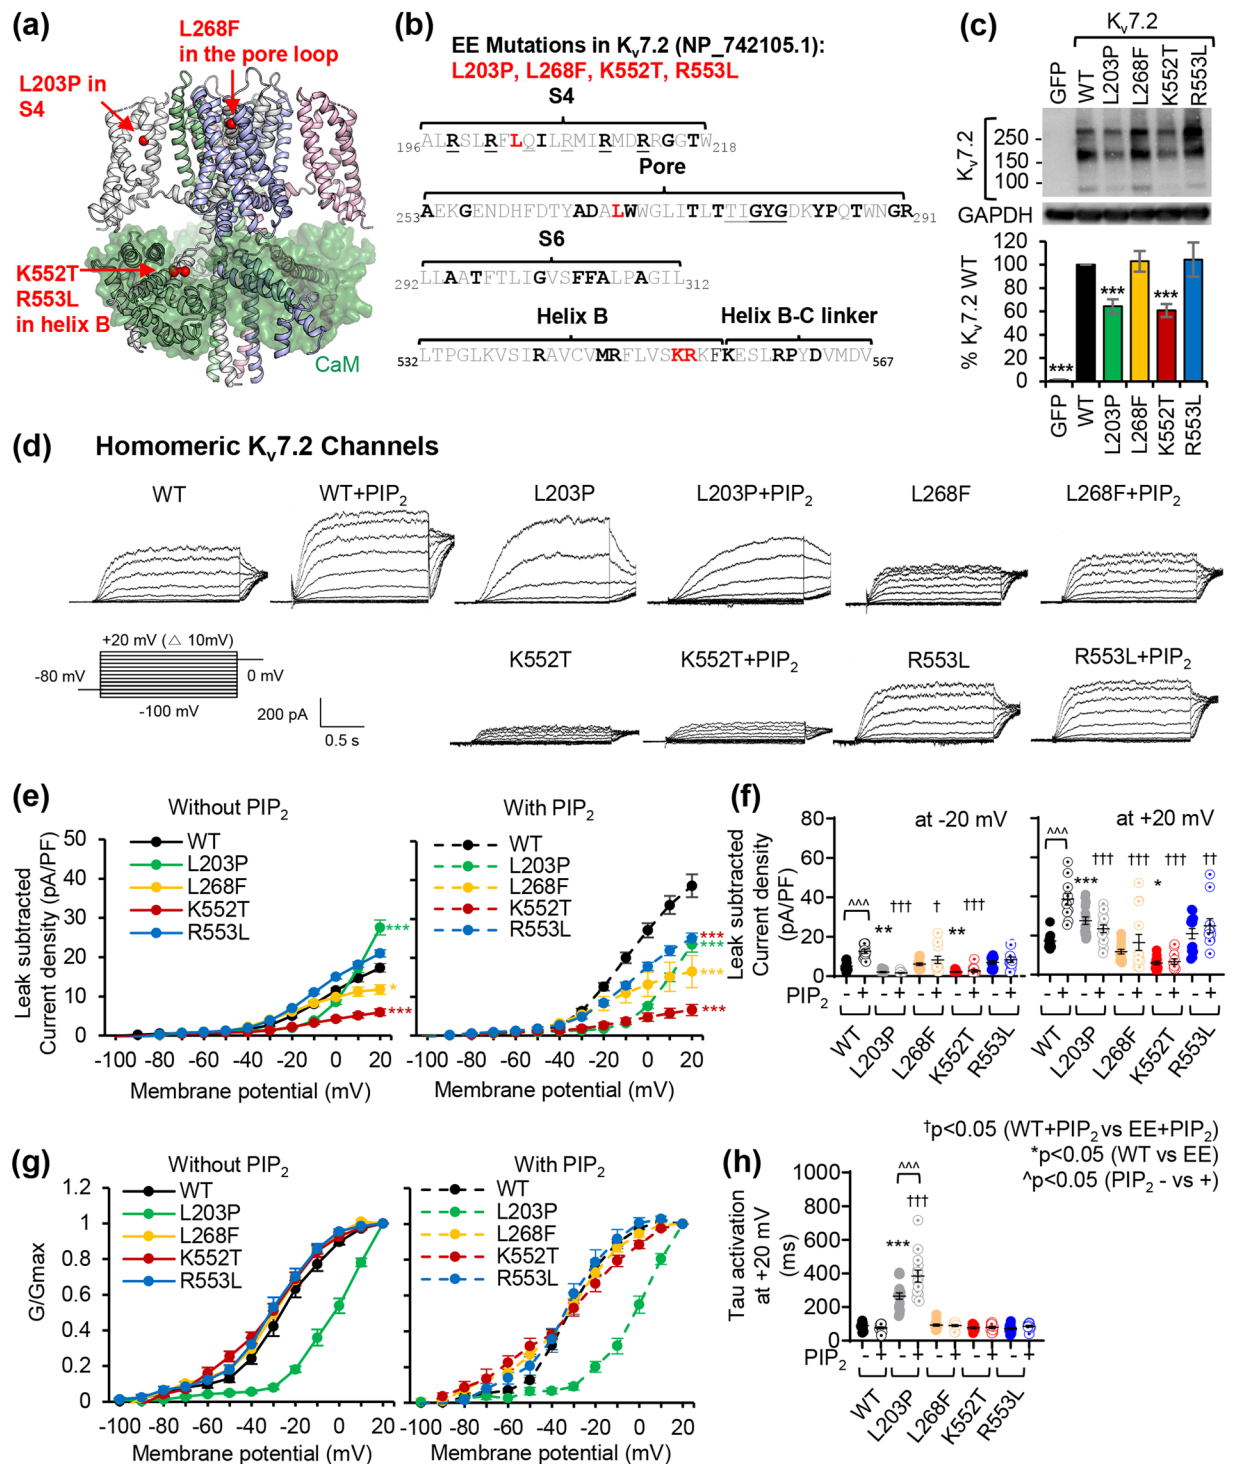 (a)
L268F
in the pore loop
L203P in
S4
K552T
R553L
in helix B
CaM
(b)
EE Mutations in Kv7.2 (NP_742105.1):
L203P, L268F, K552T, R553L
S4
196ALRSLRFLQILRMIRMDRRGGTW218
Pore
253AEKGENDHFDTYADALWWGLITLTTIGYGDKYPQTWNGR291
S6
292LLAATFTLIGVSFFALPAGIL312
Helix B
Helix B-C linker
532LTPGLKVSIRAVCVMRFLVSKRKFKESLRPYDVMDV567
(c)
Kv7.2
GFP
WT
L203P
L268F
K552T
R553L
Kv7.2
250
150
100
GAPDH
% Kv7.2 WT
120
100
80
60
40
20
0
***
***
***
GFP
WT
L203P
L268F
K552T
R553L
(d)
Homomeric Kv7.2 Channels
WT
WT+PIP2
L203P
L203P+PIP2
L268F
L268F+PIP2
+20 mV (△ 10mV)
-80 mV
0 mV
-100 mV
200 pA
0.5 s
K552T
K552T+PIP2
R553L
R553L+PIP2
(e)
Without PIP2
Leak subtracted
Current density (pA/PF)
50
40
30
20
10
0
WT
L203P
L268F
K552T
R553L
***
*
***
-100 -80 -60 -40 -20 0 20
Membrane potential (mV)
With PIP2
WT
L203P
L268F
K552T
R553L
***
***
***
***
-100 -80 -60 -40 -20 0 20
Membrane potential (mV)
(f)
Leak subtracted
Current density
(pA/PF)
80
60
40
20
0
at -20 mV
^^^
**
†††
†
**
†††
PIP2 - + - + - + - + - +
WT
L203P
L268F
K552T
R553L
at +20 mV
^^^
***
†††
†††
*
†††
††
- + - + - + - + - +
WT
L203P
L268F
K552T
R553L
†p<0.05 (WT+PIP2 vs EE+PIP2)
*p<0.05 (WT vs EE)
^p<0.05 (PIP2 - vs +)
(g)
Without PIP2
G/Gmax
1.2
1
0.8
0.6
0.4
0.2
0
WT
L203P
L268F
K552T
R553L
-100 -80 -60 -40 -20 0 20
Membrane potential (mV)
With PIP2
WT
L203P
L268F
K552T
R553L
-100 -80 -60 -40 -20 0 20
Membrane potential (mV)
(h)
Tau activation
at +20 mV
(ms)
1000
800
600
400
200
0
^^^
***
†††
PIP2 - + - + - + - + - +
WT
L203P
L268F
K552T
R553L